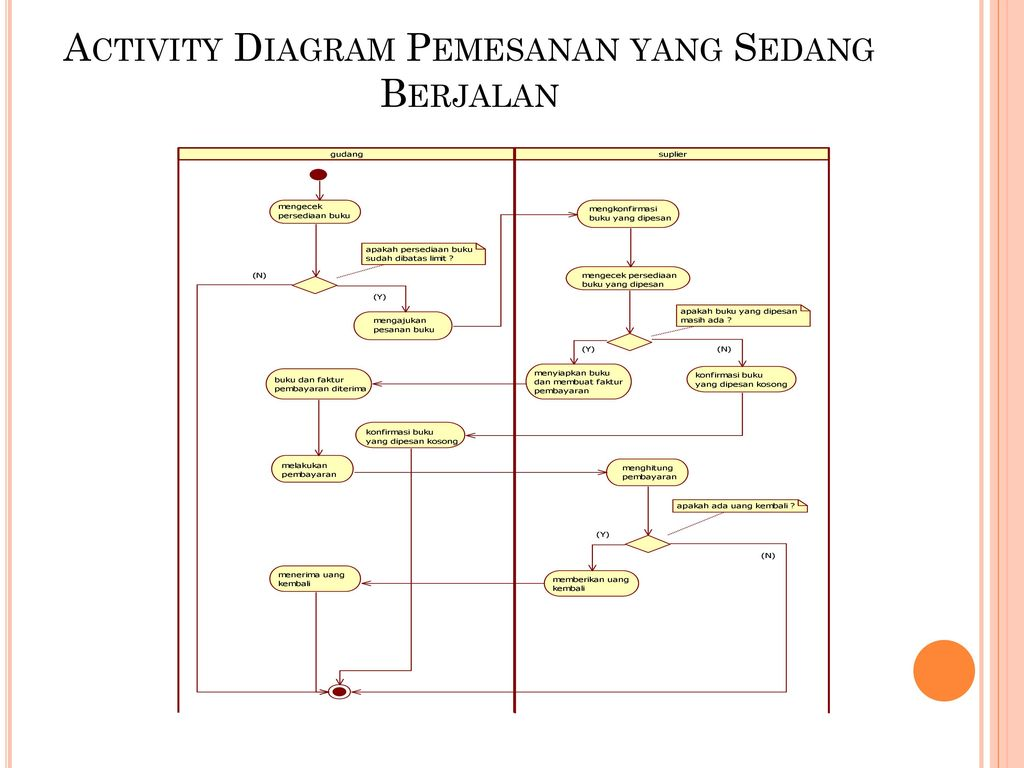 ACTIVITY DIAGRAM PEMESANAN YANG SEDANG
BERJALAN
gudang
suplier
mengecek
persediaan buku
mengkonfirmasi
buku yang dipesan
apakah persediaan buku
sudah dibatas limit ?
(N)
mengecek persediaan
buku yang dipesan
(Y)
mengajukan
pesanan buku
apakah buku yang dipesan
masih ada ?
(Y)
(N)
menyiapkan buku
dan membuat faktur
pembayaran
konfirmasi buku
yang dipesan kosong
buku dan faktur
pembayaran diterima
konfirmasi buku
yang dipesan kosong
melakukan
pembayaran
menghitung
pembayaran
apakah ada uang kembali ?
(Y)
(N)
menerima uang
kembali
memberikan uang
kembali